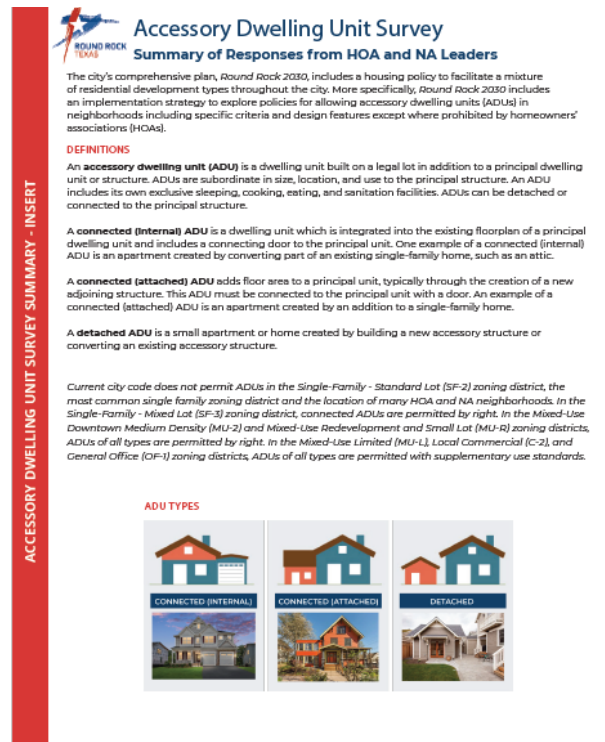 Accessory Dwelling Unit Survey
ROUND ROCK
TEXAS
Summary of Responses from HOA and NA Leaders
The city's comprehensive plan, Round Rock 2030, includes a housing policy to facilitate a mixture
of residential development types throughout the city. More specifically, Round Rock 2030 includes
an implementation strategy to explore policies for allowing accessory dwelling units (ADUs) in
neighborhoods including specific criteria and design features except where prohibited by homeowners'
associations (HOAs).
DEFINITIONS
An accessory dwelling unit (ADU) is a dwelling unit built on a legal lot in addition to a principal dwelling
unit or structure. ADUs are subordinate in size, location, and use to the principal structure. An ADU
includes its own exclusive sleeping, cooking, eating, and sanitation facilities. ADUs can be detached or
connected to the principal structure.
A connected (internal) ADU is a dwelling unit which is integrated into the existing floorplan of a principal
dwelling unit and includes a connecting door to the principal unit. One example of a connected (internal)
ADU is an apartment created by converting part of an existing single-family home, such as an attic.
A connected (attached) ADU adds floor area to a principal unit, typically through the creation of a new
adjoining structure. This ADU must be connected to the principal unit with a door. An example of a
connected (attached) ADU is an apartment created by an addition to a single-family home.
A detached ADU is a small apartment or home created by building a new accessory structure or
converting an existing accessory structure.
Current city code does not permit ADUs in the Single-Family - Standard Lot (SF-2) zoning district, the
most common single family zoning district and the location of many HOA and NA neighborhoods. In the
Single-Family - Mixed Lot (SF-3) zoning district, connected ADUs are permitted by right. In the Mixed-Use
Downtown Medium Density (MU-2) and Mixed-Use Redevelopment and Small Lot (MU-R) zoning districts,
ADUs of all types are permitted by right. In the Mixed-Use Limited (MU-L), Local Commercial (C-2), and
General Office (OF-1) zoning districts, ADUs of all types are permitted with supplementary use standards.
ADU TYPES
CONNECTED (INTERNAL)
CONNECTED (ATTACHED)
DETACHED
ACCESSORY DWELLING UNIT SURVEY SUMMARY - INSERT